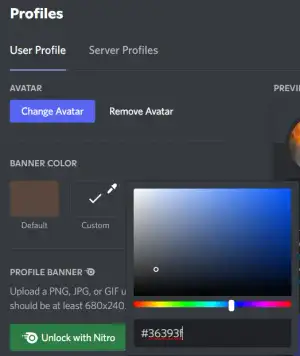 Profiles
User Profile Server Profiles
AVATAR PREVI
Change Avatar Remove Avatar
BANNER COLOR
Default Custom
PROFILE BANNER
Upload a PNG, JPG, or GIF u
should be at least 680x240
#36393f
Unlock with Nitro